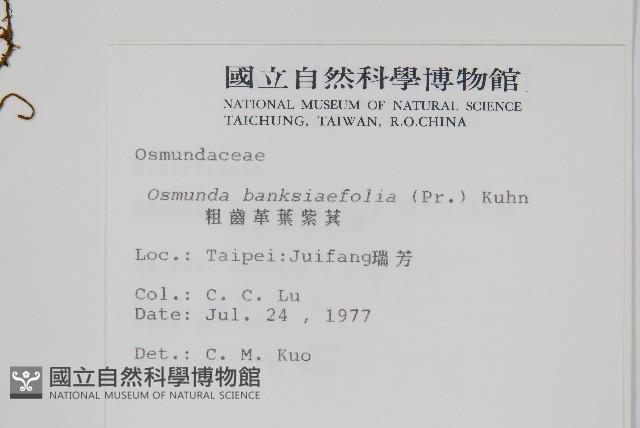 國立自然科學博物館
NATIONAL MUSEUM OF NATURAL SCIENCE
TAICHUNG, TAIWAN, R.O.CHINA
Osmundaceae
Osmunda banksiaefolia (Pr.) Kuhn
粗齒革葉紫萁
Loc.: Taipei:Juifang瑞芳
Col.: C. C. Lu
Date: Jul. 24 , 1977
Det.: C. M. Kuo
國立自然科學博物館
NATIONAL MUSEUM OF NATURAL SCIENCE